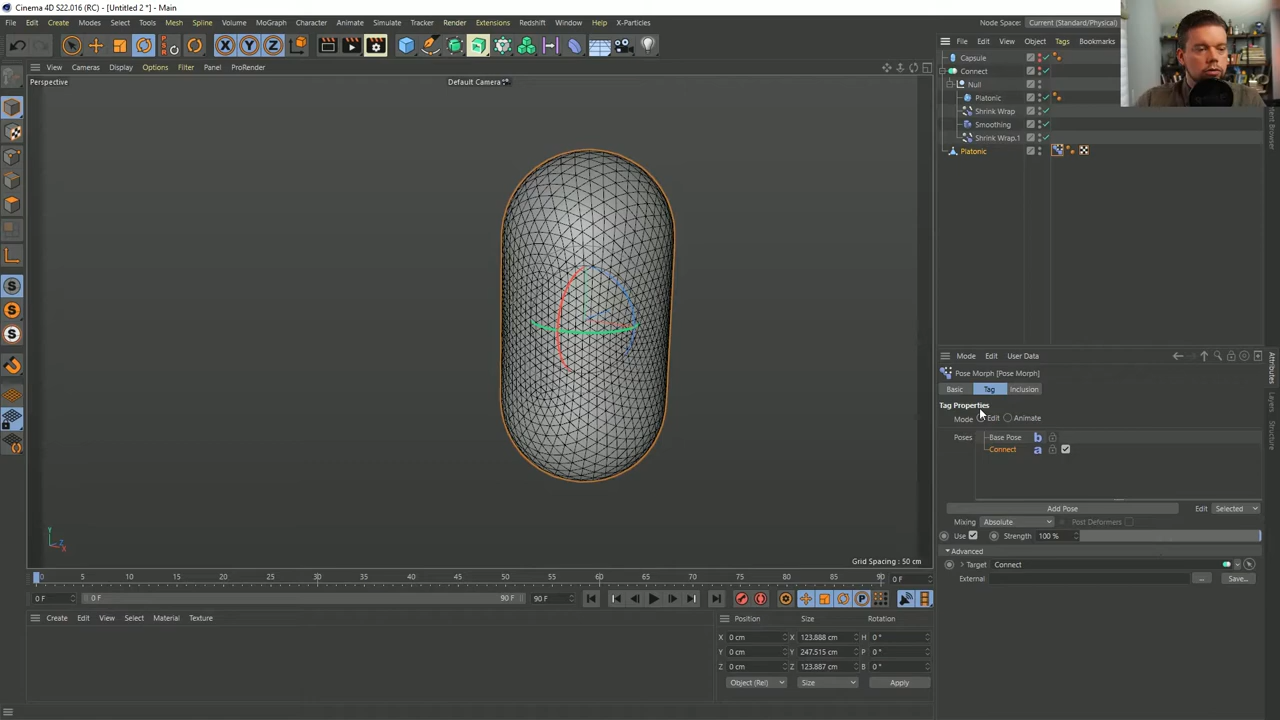 Cinema 4D S22.016 (RC) - [Untitled 2 *] - Main
File Edit Create Modes Select Tools Mesh Spline Volume MoGraph Character Animate Simulate Tracker Render Extensions Redshift Window Help X-Particles
Node Space: Current (Standard/Physical)
View Cameras Display Options Filter Panel ProRender
File Edit View Object Tags Bookmarks
Perspective
Default Camera
Capsule
Connect
Null
Platonic
Shrink Wrap
Smoothing
Shrink Wrap.1
Platonic
Content Browser
X Y Z
S
S
S
Mode Edit User Data
Pose Morph [Pose Morph]
Basic Tag Inclusion
Tag Properties
Mode Edit Animate
Poses Base Pose b
Connect a
Add Pose Edit Selected
Mixing Absolute Post Deformers
Use Strength 100 %
Advanced
Target Connect
External ... Save...
Attributes
Layers
Structure
Y
Z
X
Grid Spacing : 50 cm
0 5 10 15 20 25 30 35 40 45 50 55 60 65 70 75 80 85 90 0 F
0 F 0 F 90 F 90 F
P
Create Edit View Select Material Texture
Position Size Rotation
X 0 cm X 123.888 cm H 0 °
Y 0 cm Y 247.515 cm P 0 °
Z 0 cm Z 123.887 cm B 0 °
Object (Rel) Size Apply